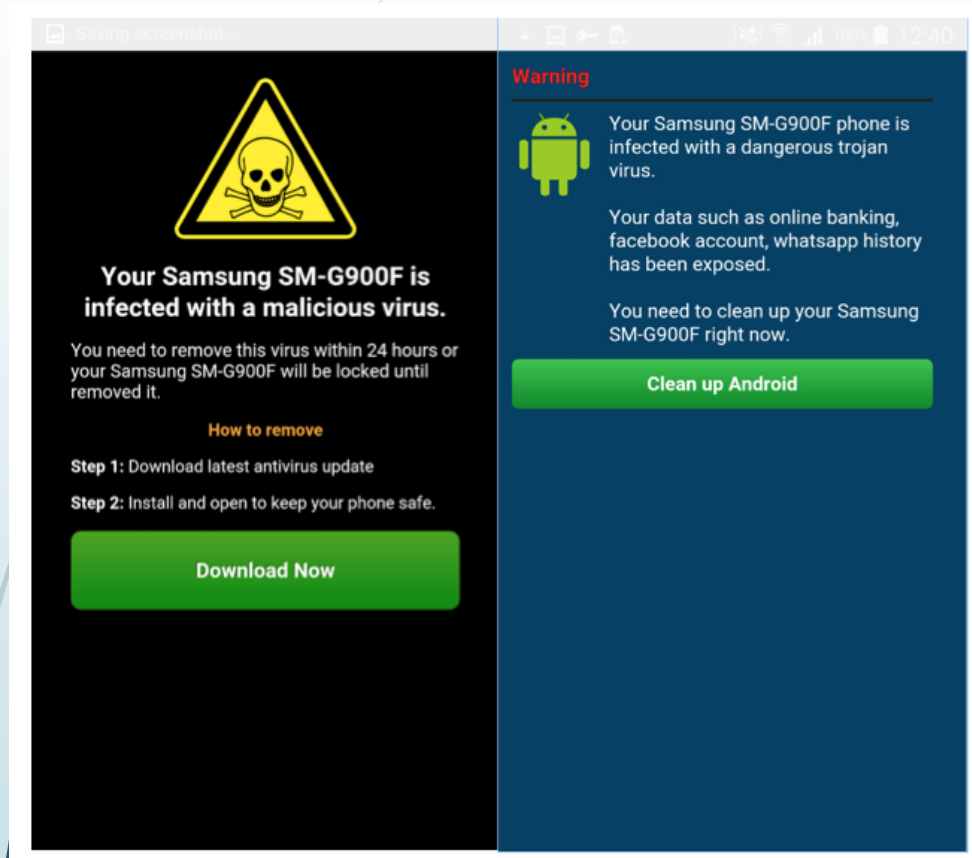 Saving screenshot...
100% 12:40
Your Samsung SM-G900F is
infected with a malicious virus.
You need to remove this virus within 24 hours or
your Samsung SM-G900F will be locked until
removed it.
How to remove
Step 1: Download latest antivirus update
Step 2: Install and open to keep your phone safe.
Download Now
Warning
Your Samsung SM-G900F phone is
infected with a dangerous trojan
virus.
Your data such as online banking,
facebook account, whatsapp history
has been exposed.
You need to clean up your Samsung
SM-G900F right now.
Clean up Android